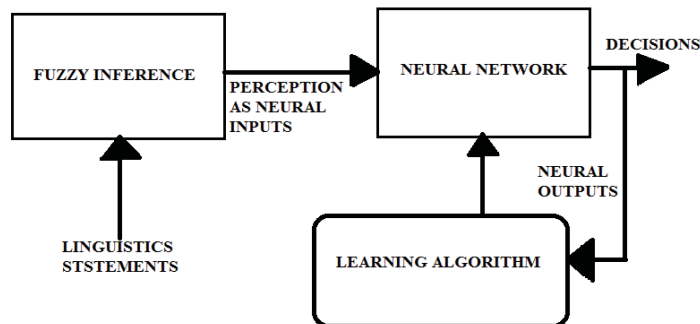 FUZZY INFERENCE
PERCEPTION
AS NEURAL
INPUTS
NEURAL NETWORK
DECISIONS
NEURAL
OUTPUTS
LINGUISTICS
STSTEMENTS
LEARNING ALGORITHM